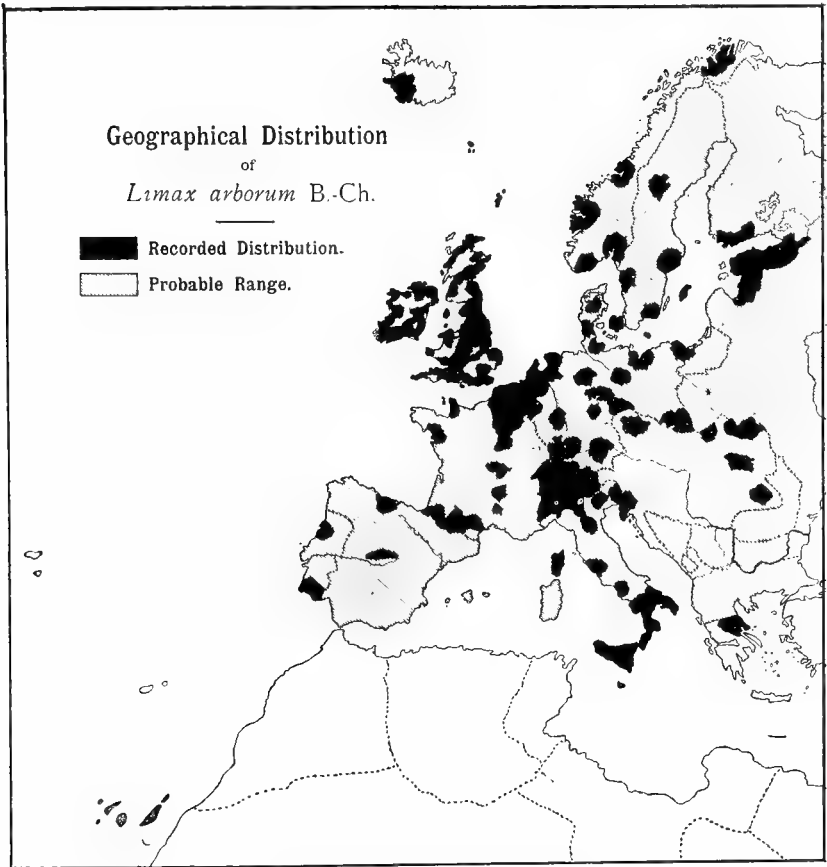 Geographical Distribution
of
Limax arborum B.-Ch.
Recorded Distribution.
Probable Range.